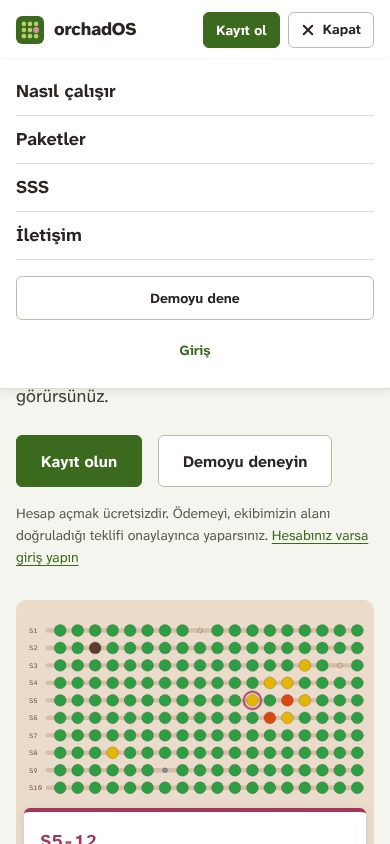 orchadOS
Kayıt ol
Kapat
Nasıl çalışır
Paketler
SSS
İletişim
Demoyu dene
Giriş
görürsünüz.
Kayıt olun
Demoyu deneyin
Hesap açmak ücretsizdir. Ödemeyi, ekibimizin alanı
doğruladığı teklifi onaylayınca yaparsınız. Hesabınız varsa
giriş yapın
S1
S2
S3
S4
S5
S6
S7
S8
S9
S10
S5-12